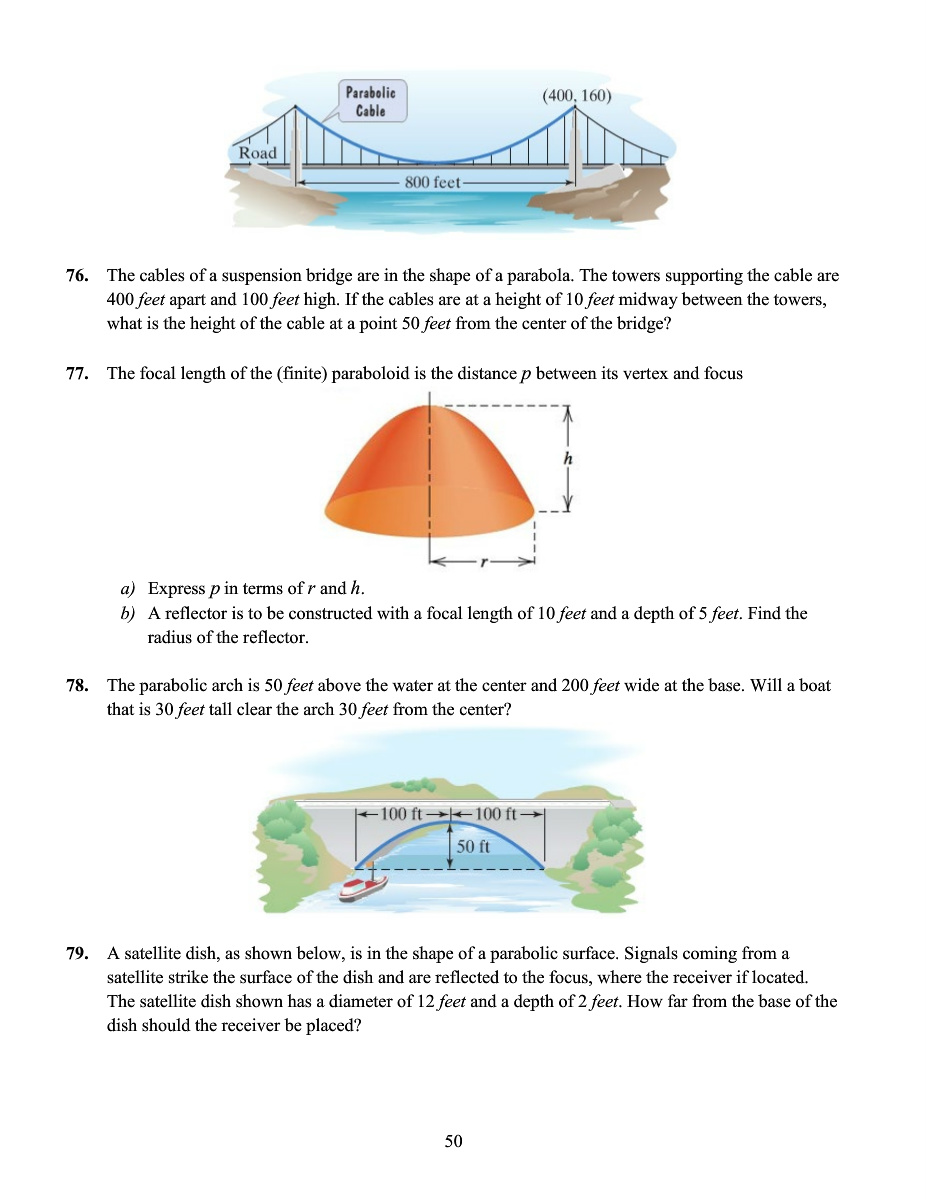 Parabolic
Cable
(400, 160)
Road
800 feet
76. The cables of a suspension bridge are in the shape of a parabola. The towers supporting the cable are
400 feet apart and 100 feet high. If the cables are at a height of 10 feet midway between the towers,
what is the height of the cable at a point 50 feet from the center of the bridge?
77. The focal length of the (finite) paraboloid is the distance p between its vertex and focus
h
r
a) Express p in terms of r and h.
b) A reflector is to be constructed with a focal length of 10 feet and a depth of 5 feet. Find the
radius of the reflector.
78. The parabolic arch is 50 feet above the water at the center and 200 feet wide at the base. Will a boat
that is 30 feet tall clear the arch 30 feet from the center?
100 ft 100 ft
50 ft
79. A satellite dish, as shown below, is in the shape of a parabolic surface. Signals coming from a
satellite strike the surface of the dish and are reflected to the focus, where the receiver if located.
The satellite dish shown has a diameter of 12 feet and a depth of 2 feet. How far from the base of the
dish should the receiver be placed?
50